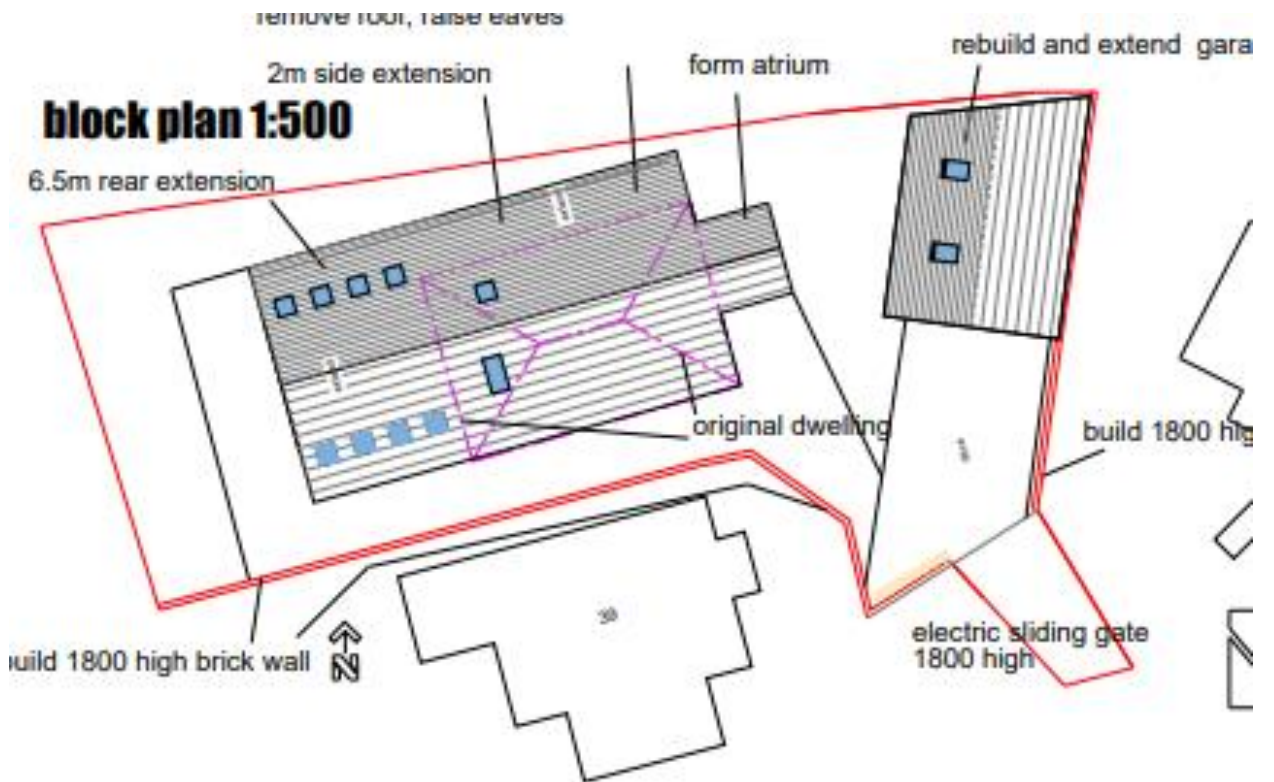 remove roof, raise eaves
2m side extension
form atrium
rebuild and extend gara
block plan 1:500
6.5m rear extension
original dwelling
build 1800 hig
39
electric sliding gate
1800 high
uild 1800 high brick wall
N